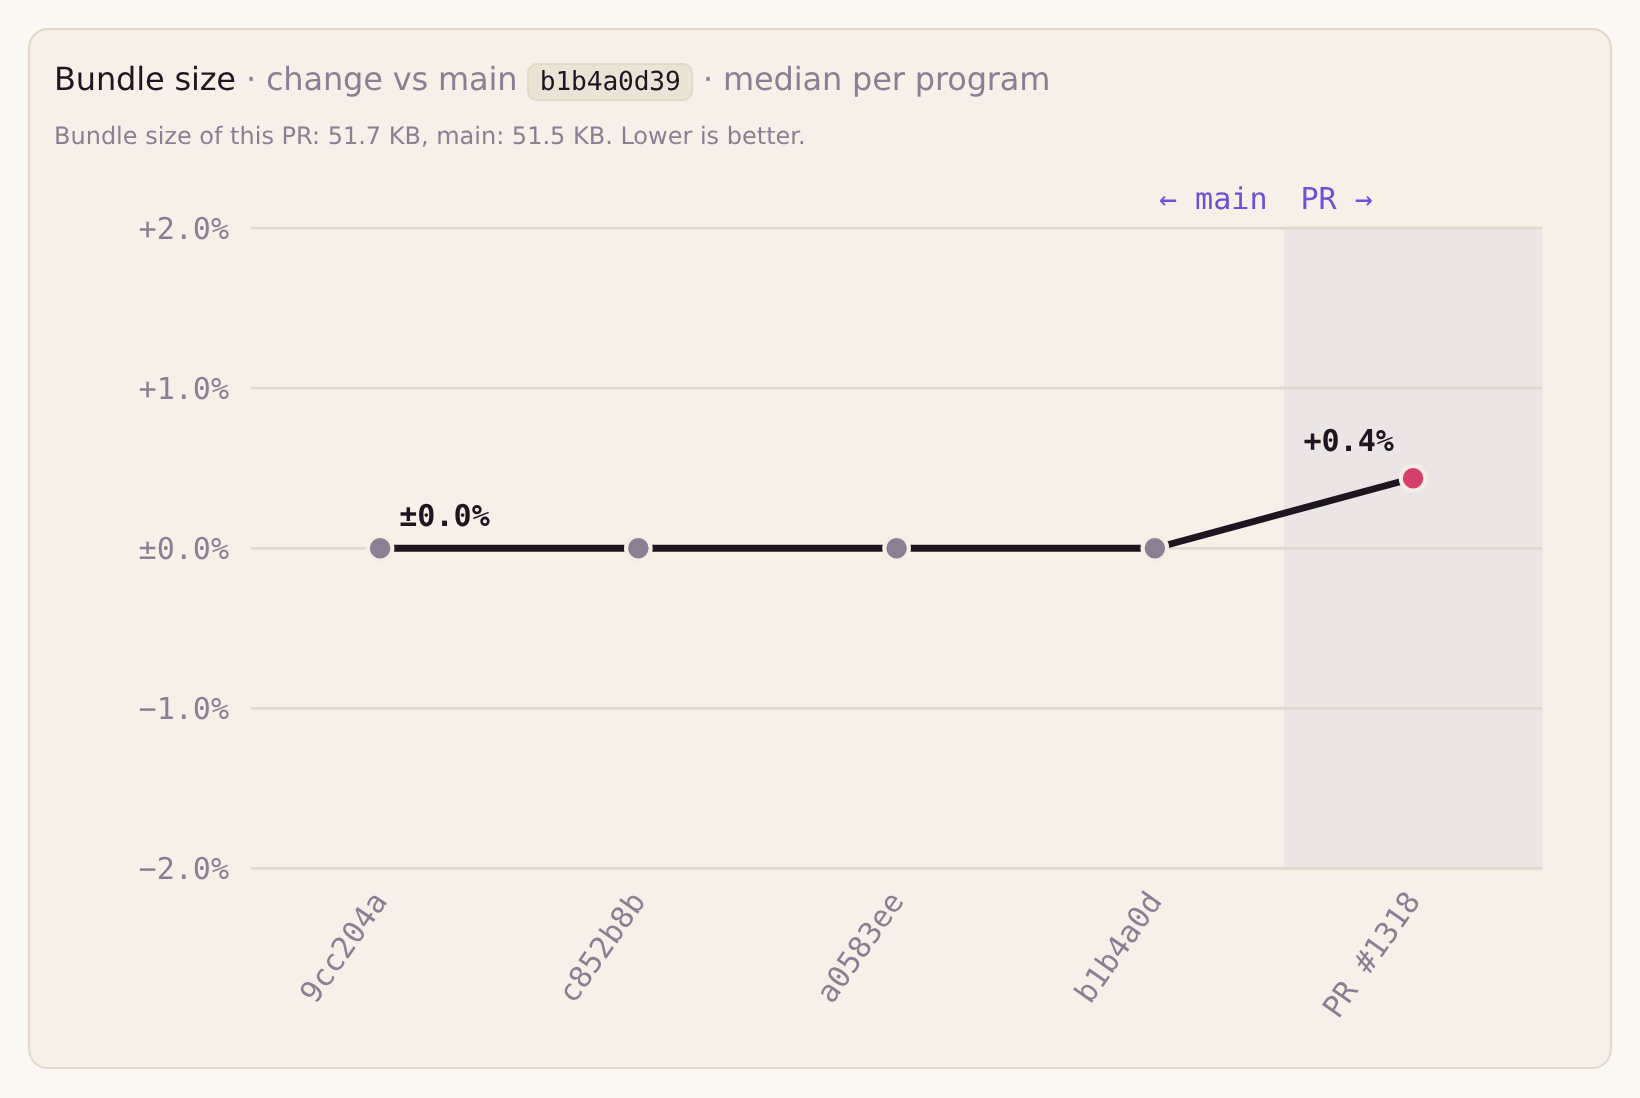 Bundle size · change vs main b1b4a0d39 · median per program
Bundle size of this PR: 51.7 KB, main: 51.5 KB. Lower is better.
← main PR →
+2.0%
+1.0%
+0.4%
±0.0%
±0.0%
−1.0%
−2.0%
9cc204a
c852b8b
a0583ee
b1b4a0d
PR #1318